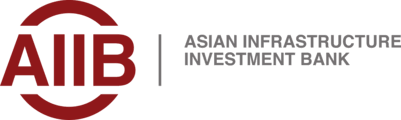 AIIB
ASIAN INFRASTRUCTURE
INVESTMENT BANK